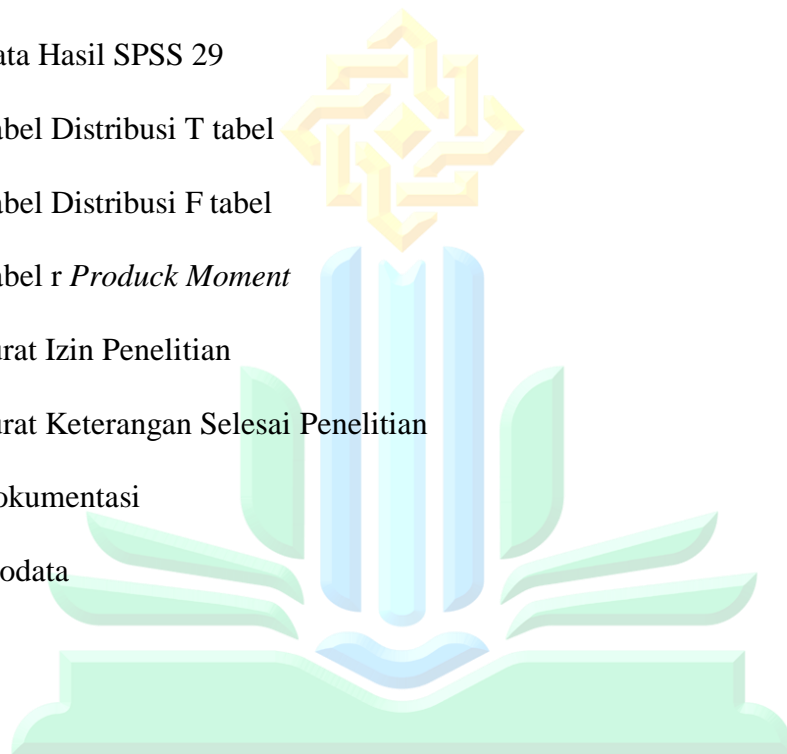 ata Hasil SPSS 29
abel Distribusi T tabel
abel Distribusi F tabel
abel r Produck Moment
urat Izin Penelitian
urat Keterangan Selesai Penelitian
okumentasi
odata